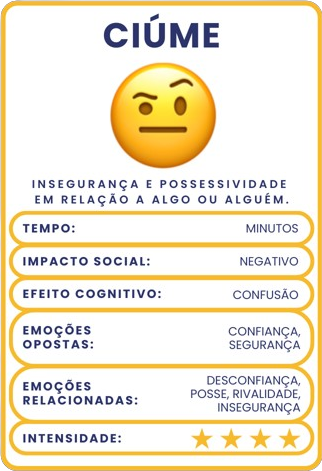 CIÚME
INSEGURANÇA E POSSESSIVIDADE
EM RELAÇÃO A ALGO OU ALGUÉM.
TEMPO: MINUTOS
IMPACTO SOCIAL: NEGATIVO
EFEITO COGNITIVO: CONFUSÃO
EMOÇÕES
OPOSTAS:
CONFIANÇA,
SEGURANÇA
EMOÇÕES
RELACIONADAS:
DESCONFIANÇA,
POSSE, RIVALIDADE,
INSEGURANÇA
INTENSIDADE: